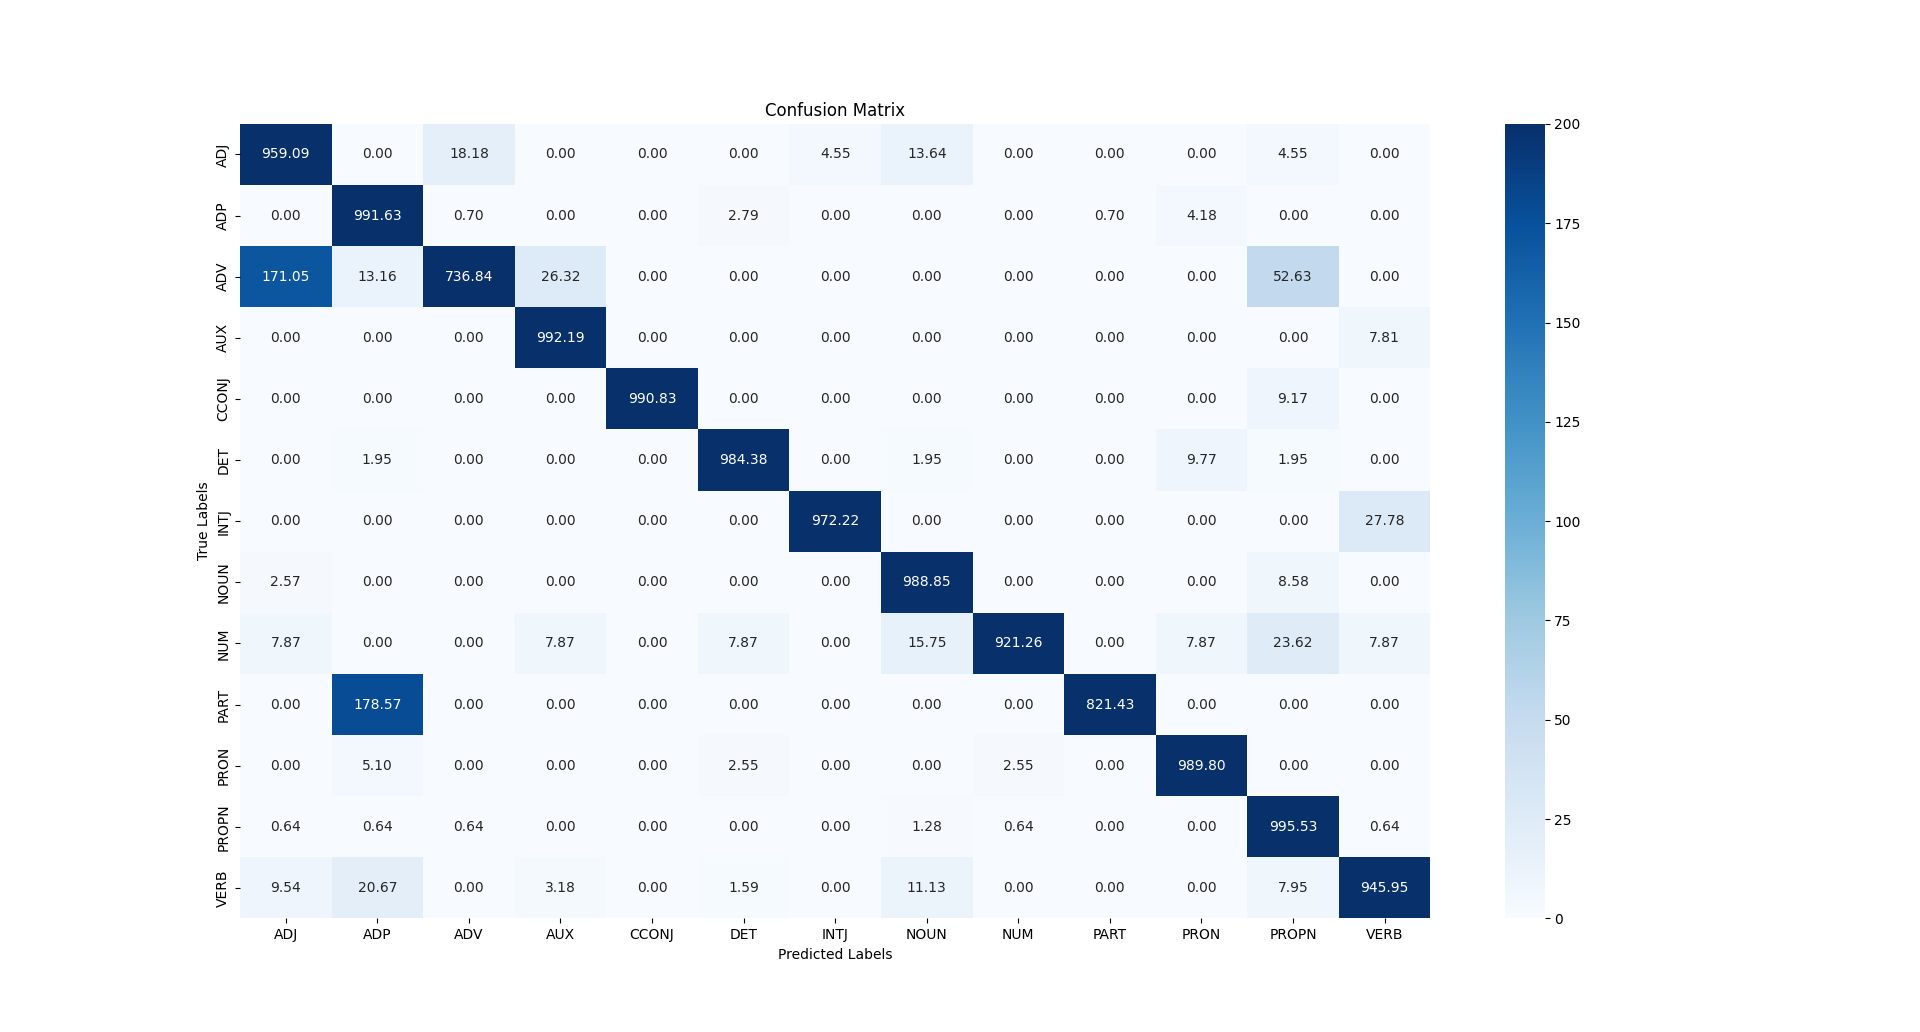 Confusion Matrix
ADJ 959.09 0.00 18.18 0.00 0.00 0.00 4.55 13.64 0.00 0.00 0.00 4.55 0.00
ADP 0.00 991.63 0.70 0.00 0.00 2.79 0.00 0.00 0.00 0.70 4.18 0.00 0.00
ADV 171.05 13.16 736.84 26.32 0.00 0.00 0.00 0.00 0.00 0.00 0.00 52.63 0.00
AUX 0.00 0.00 0.00 992.19 0.00 0.00 0.00 0.00 0.00 0.00 0.00 0.00 7.81
CCONJ 0.00 0.00 0.00 0.00 990.83 0.00 0.00 0.00 0.00 0.00 0.00 9.17 0.00
DET 0.00 1.95 0.00 0.00 0.00 984.38 0.00 1.95 0.00 0.00 9.77 1.95 0.00
INTJ 0.00 0.00 0.00 0.00 0.00 0.00 972.22 0.00 0.00 0.00 0.00 0.00 27.78
NOUN 2.57 0.00 0.00 0.00 0.00 0.00 0.00 988.85 0.00 0.00 0.00 8.58 0.00
NUM 7.87 0.00 0.00 7.87 0.00 7.87 0.00 15.75 921.26 0.00 7.87 23.62 7.87
PART 0.00 178.57 0.00 0.00 0.00 0.00 0.00 0.00 0.00 821.43 0.00 0.00 0.00
PRON 0.00 5.10 0.00 0.00 0.00 2.55 0.00 0.00 2.55 0.00 989.80 0.00 0.00
PROPN 0.64 0.64 0.64 0.00 0.00 0.00 0.00 1.28 0.64 0.00 0.00 995.53 0.64
VERB 9.54 20.67 0.00 3.18 0.00 1.59 0.00 11.13 0.00 0.00 0.00 7.95 945.95
ADJ ADP ADV AUX CCONJ DET INTJ NOUN NUM PART PRON PROPN VERB
Predicted Labels
True Labels
200
175
150
125
100
75
50
25
0